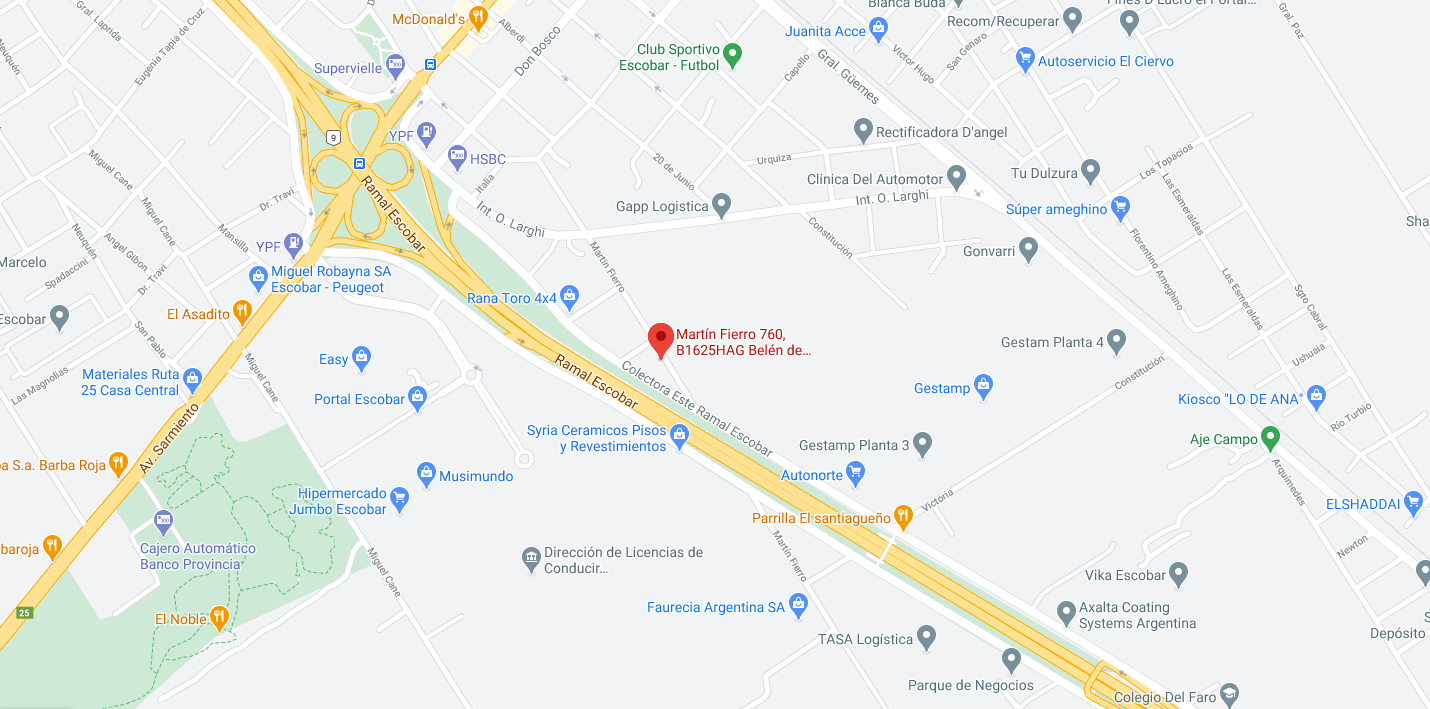 Gral. Laprida
Eugenia Tapia de Cruz
McDonald's
Alberdi
Don Bosco
Blanca Buda
Juanita Acce
Recom/Recuperar
Fines D Lucro el Portal...
Gral. Paz
Neuquén
Supervielle
Club Sportivo
Escobar - Futbol
Capello
Gral. Güemes
Victor Hugo
San Genaro
Autoservicio El Ciervo
9
YPF
HSBC
Rectificadora D'angel
Miguel Cane
Dr. Travi
Italia
20 de Junio
Urquiza
Clinica Del Automotor
Tu Dulzura
Los Topacios
Ramal Escobar
Int. O. Larghi
Gapp Logistica
Int. O. Larghi
Súper ameghino
Las Esmeraldas
Miguel Cane
Mansilla
Neuquén
Angel Gibon
YPF
Constitución
Gonvarri
Florentino Ameghino
Sha
Marcelo
Spadaccini
Dr. Travi
Miguel Robayna SA
Escobar - Peugeot
Martín Fierro
Rana Toro 4x4
Las Esmeraldas
Sgto Cabral
Escobar
El Asadito
San Pablo
Martín Fierro 760,
B1625HAG Belén de...
Gestam Planta 4
Easy
Miguel Cane
Ramal Escobar
Colectora Este Ramal Escobar
Constitución
Ushuaia
Las Magnolias
Materiales Ruta
25 Casa Central
Portal Escobar
Gestamp
Kiosco "LO DE ANA"
Río Turbio
Av. Sarmiento
Syria Ceramicos Pisos
y Revestimientos
Gestamp Planta 3
Aje Campo
a S.a. Barba Roja
Musimundo
Autonorte
Arquímedes
Hipermercado
Jumbo Escobar
Victoria
ELSHADDAI
Parrilla El santiagueño
baroja
Cajero Automático
Banco Provincia
Miguel Cane
Dirección de Licencias de
Conducir...
Martín Fierro
Newton
Vika Escobar
25
El Noble
Faurecia Argentina SA
Axalta Coating
Systems Argentina
TASA Logística
Depósito
Parque de Negocios
Colegio Del Faro